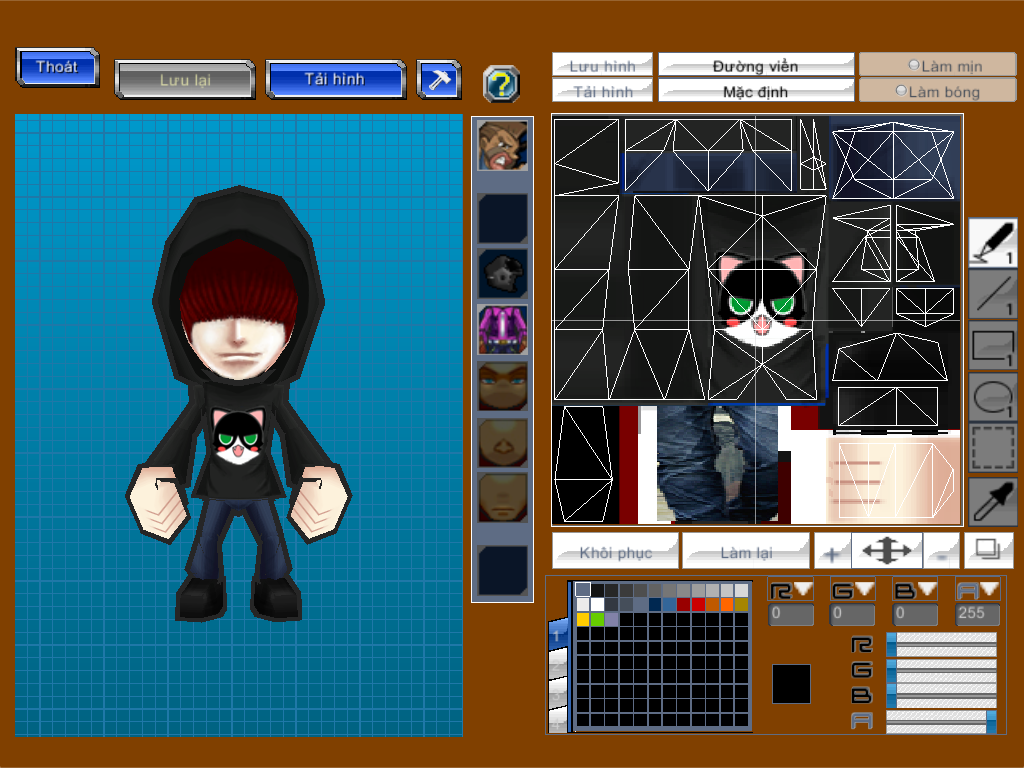 Thoát
Lưu lại
Tải hình
?
Lưu hình
Đường viền
Làm mịn
Tải hình
Mặc định
Làm bóng
1
1
1
1
Khôi phục
Làm lại
+
-
R
G
B
A
0
0
0
255
1
R
G
B
A